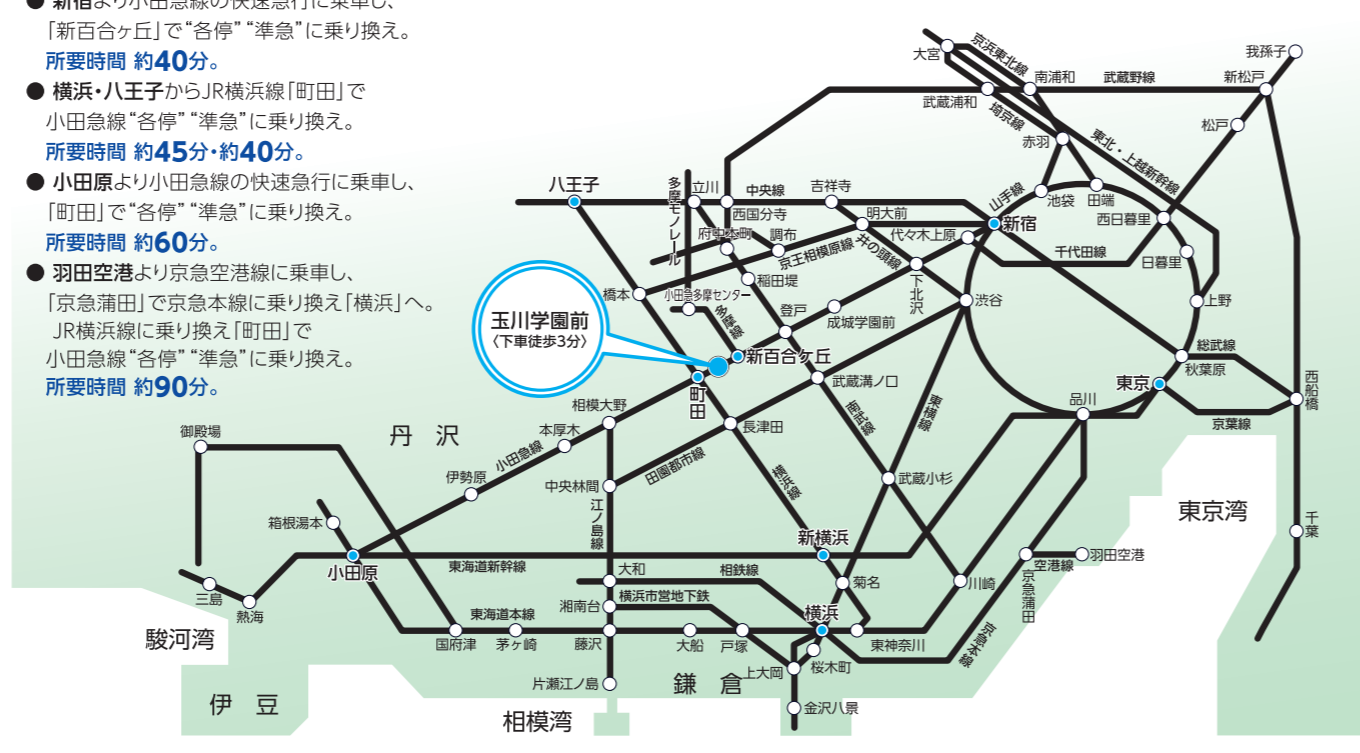 ● 新宿より小田急線の快速急行に乗車し、
「新百合ヶ丘」で“各停”“準急”に乗り換え。
所要時間 約40分。
● 横浜・八王子からJR横浜線「町田」で
小田急線“各停”“準急”に乗り換え。
所要時間 約45分・約40分。
● 小田原より小田急線の快速急行に乗車し、
「町田」で“各停”“準急”に乗り換え。
所要時間 約60分。
● 羽田空港より京急空港線に乗車し、
「京急蒲田」で京急本線に乗り換え「横浜」へ。
JR横浜線に乗り換え「町田」で
小田急線“各停”“準急”に乗り換え。
所要時間 約90分。
大宮
京浜東北線
南浦和
武蔵野線
新松戸
我孫子
武蔵浦和
埼京線
松戸
赤羽
東北・上越新幹線
八王子
多摩モノレール
立川
中央線
吉祥寺
山手線
池袋
田端
西日暮里
西国分寺
明大前
新宿
府中本町
調布
代々木上原
千代田線
京王相模原線
井の頭線
日暮里
橋本
小田急多摩センター
稲田堤
下北沢
渋谷
上野
多摩線
登戸
成城学園前
玉川学園前
〈下車徒歩3分〉
新百合ヶ丘
総武線
秋葉原
町田
武蔵溝ノ口
東京
西船橋
相模大野
南武線
東横線
品川
京葉線
御殿場
丹沢
本厚木
長津田
小田急線
伊勢原
田園都市線
中央林間
横浜線
武蔵小杉
東京湾
江ノ島線
箱根湯本
新横浜
千葉
小田原
東海道新幹線
大和
相鉄線
菊名
川崎
京急蒲田
空港線
羽田空港
三島
熱海
湘南台
横浜市営地下鉄
東海道本線
横浜
駿河湾
国府津
茅ヶ崎
藤沢
大船
戸塚
東神奈川
京急本線
上大岡
桜木町
片瀬江ノ島
鎌倉
伊豆
相模湾
金沢八景